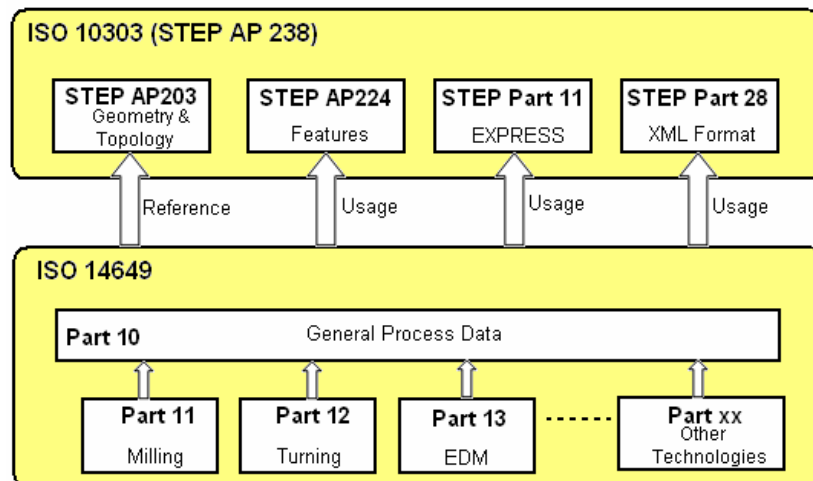 ISO 10303 (STEP AP 238)
STEP AP203
Geometry &
Topology
STEP AP224
Features
STEP Part 11
EXPRESS
STEP Part 28
XML Format
Reference
Usage
Usage
Usage
ISO 14649
Part 10
General Process Data
Part 11
Milling
Part 12
Turning
Part 13
EDM
Part xx
Other
Technologies